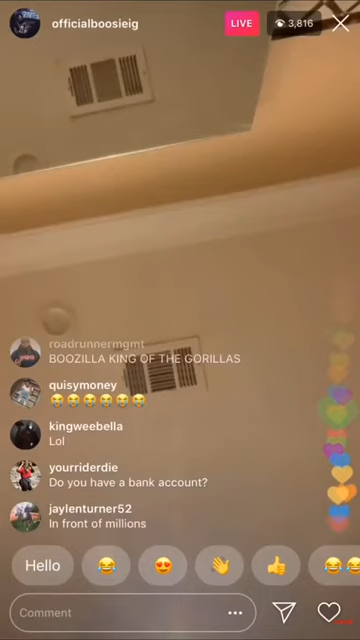 officialboosieig
LIVE
3,816
roadrunnermgmt
BOOZILLA KING OF THE GORILLAS
quisymoney
😭😭😭😭😭😭
kingweebella
Lol
yourriderdie
Do you have a bank account?
jaylenturner52
In front of millions
Hello
Comment